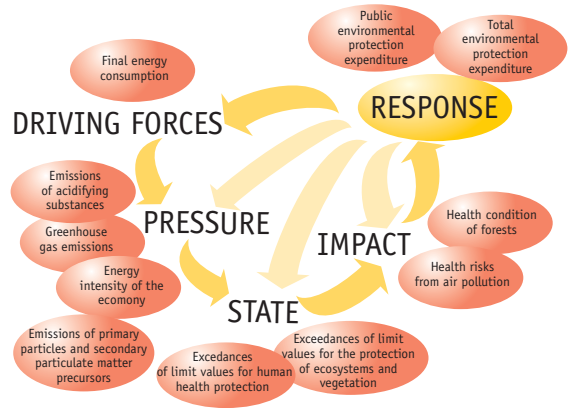 Public
environmental
protection
expenditure
Total
environmental
protection
expenditure
Final energy
consumption
RESPONSE
DRIVING FORCES
Emissions
of acidifying
substances
PRESSURE
Greenhouse
gas emissions
IMPACT
Health condition
of forests
Health risks
from air pollution
Energy
intensity of the
ecomony
STATE
Emissions of primary
particles and secondary
particulate matter
precursors
Excedances
of limit values for human
health protection
Exceedances of limit
values for the protection
of ecosystems and
vegetation